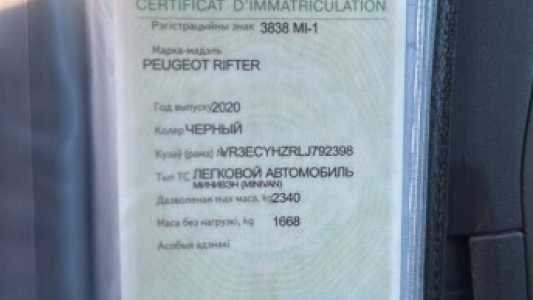 CERTIFICAT D'IMMATRICULATION
Рэгістрацыйны знак 3838 MI-1
Марка-мадэль
PEUGEOT RIFTER
Год выпуску 2020
Колер ЧЕРНЫЙ
Кузаў (рама) № VR3ECYHZRLJ792398
Тып ТС ЛЕГКОВОЙ АВТОМОБИЛЬ
МИНИВЭН (MINIVAN)
Дазволеная max маса, kg 2340
Маса без нагрузкі, kg 1668
Асобыя адзнакі